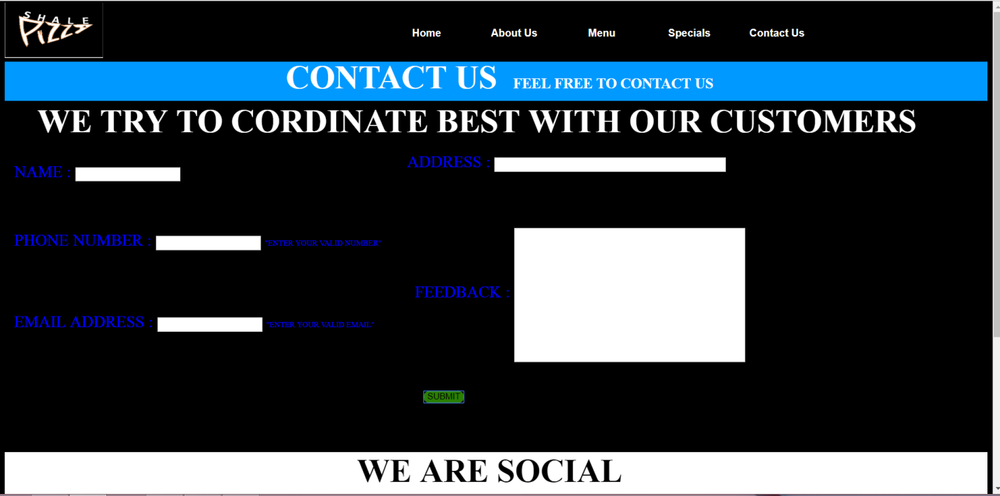 SHALE
Pizza
Home About Us Menu Specials Contact Us
CONTACT US FEEL FREE TO CONTACT US
WE TRY TO CORDINATE BEST WITH OUR CUSTOMERS
NAME :
ADDRESS :
PHONE NUMBER : "ENTER YOUR VALID NUMBER"
FEEDBACK :
EMAIL ADDRESS : "ENTER YOUR VALID EMAIL"
SUBMIT
WE ARE SOCIAL